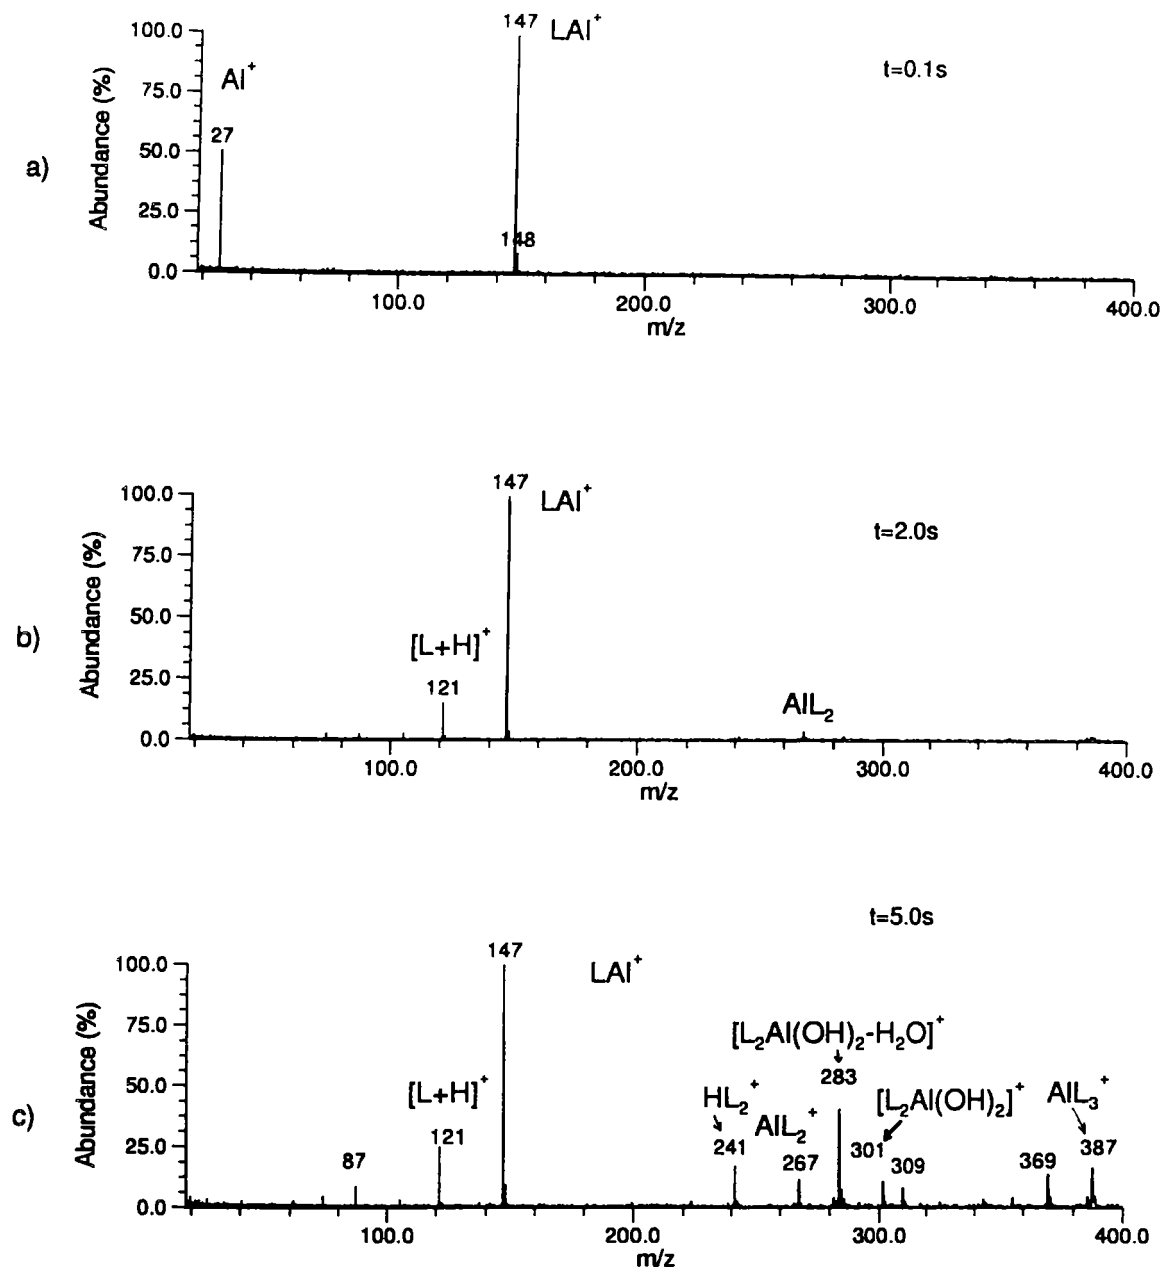 a)
Abundance (%)
100.0
75.0
50.0
25.0
0.0
Al⁺
27
147 LAl⁺
148
t=0.1s
100.0 200.0 300.0 400.0
m/z
b)
Abundance (%)
100.0
75.0
50.0
25.0
0.0
[L+H]⁺
121
147
LAl⁺
AlL₂
t=2.0s
100.0 200.0 300.0 400.0
m/z
c)
Abundance (%)
100.0
75.0
50.0
25.0
0.0
t=5.0s
87
[L+H]⁺
121
147
LAl⁺
HL₂⁺
241
AlL₂⁺
267
[L₂Al(OH)₂-H₂O]⁺
283
[L₂Al(OH)₂]⁺
301
309
369
AlL₃⁺
387
100.0 200.0 300.0 400.0
m/z